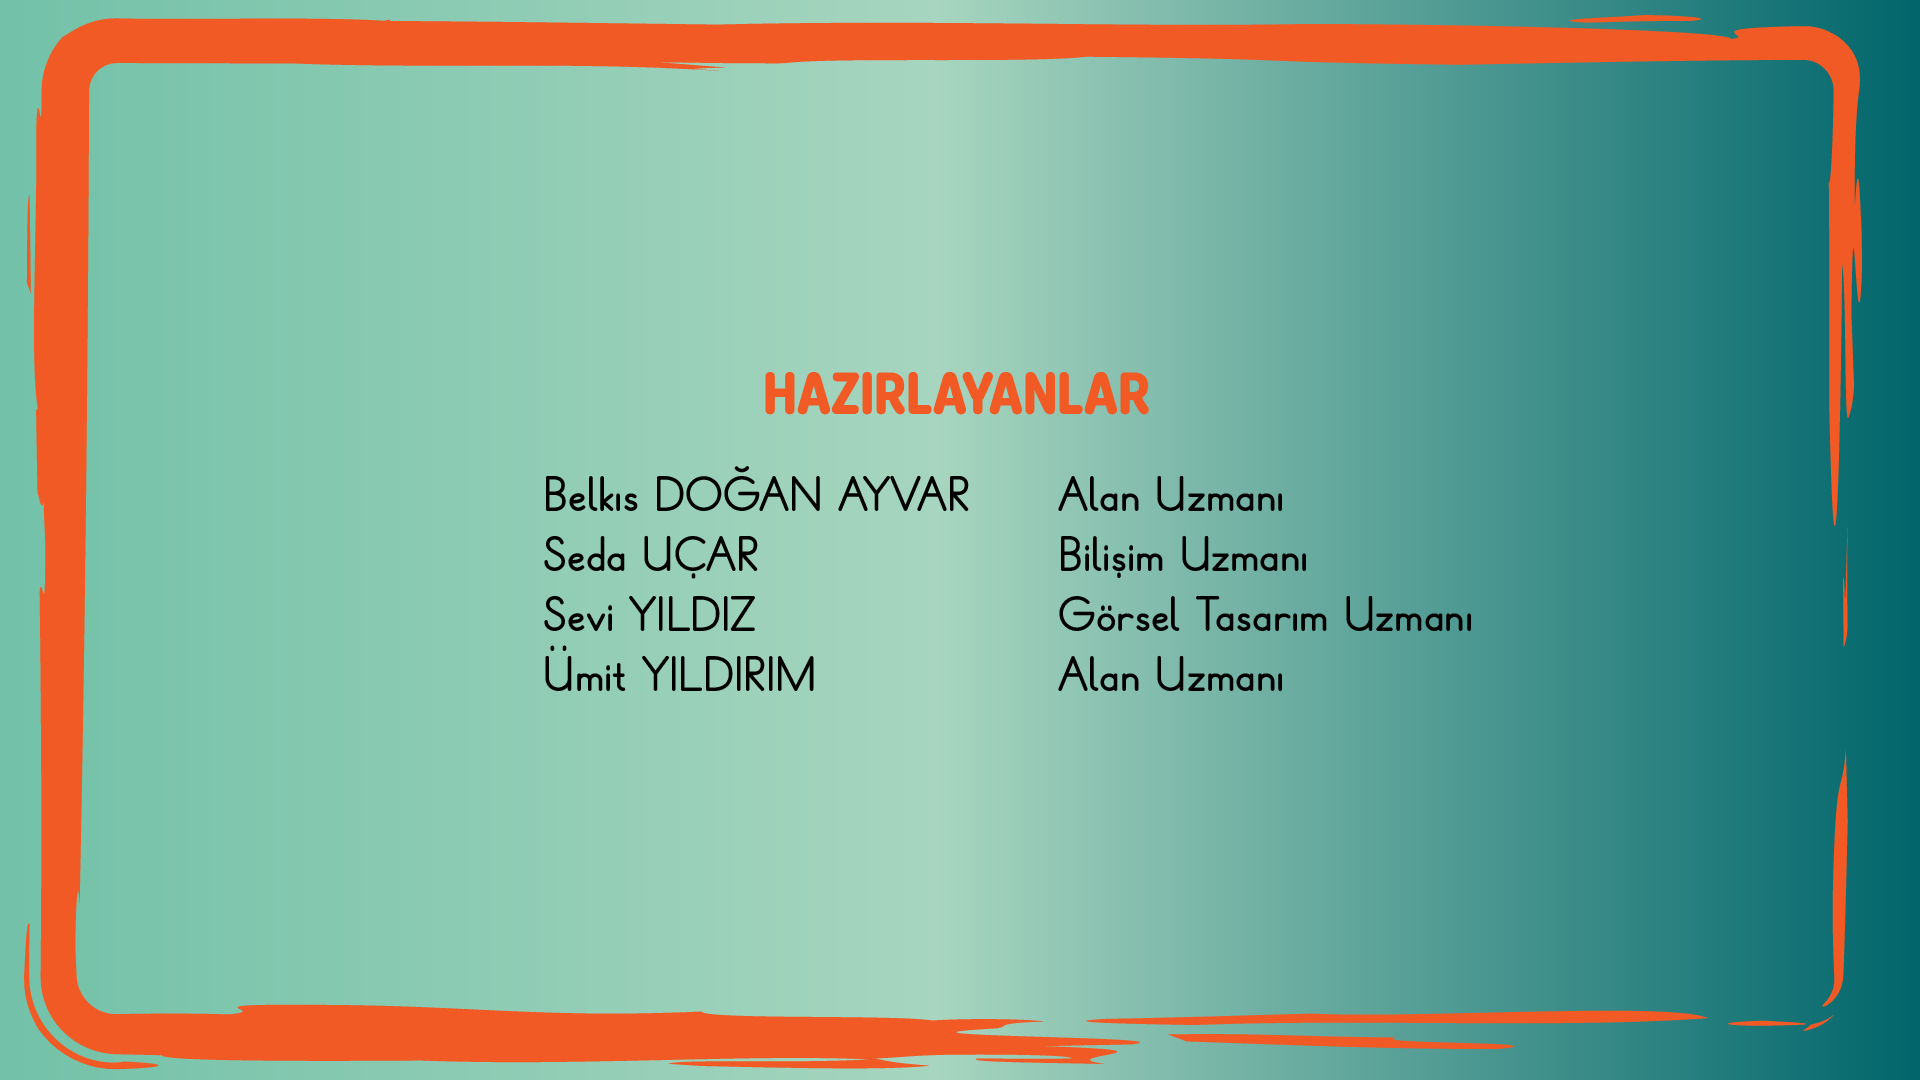 HAZIRLAYANLAR
Belkıs DOĞAN AYVAR Alan Uzmanı
Seda UÇAR Bilişim Uzmanı
Sevi YILDIZ Görsel Tasarım Uzmanı
Ümit YILDIRIM Alan Uzmanı